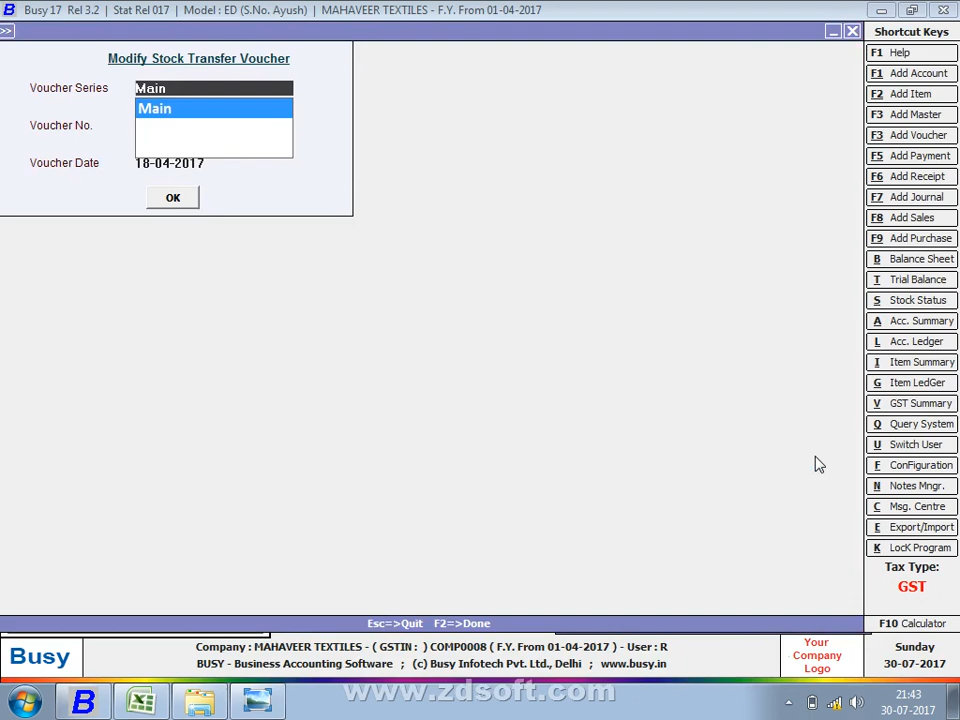 Busy 17 Rel 3.2 | Stat Rel 017 | Model : ED (S.No. Ayush) | MAHAVEER TEXTILES - F.Y. From 01-04-2017
>>
Modify Stock Transfer Voucher
Voucher Series Main
Main
Voucher No.
Voucher Date 18-04-2017
OK
Shortcut Keys
F1 Help
F1 Add Account
F2 Add Item
F3 Add Master
F3 Add Voucher
F5 Add Payment
F6 Add Receipt
F7 Add Journal
F8 Add Sales
F9 Add Purchase
B Balance Sheet
T Trial Balance
S Stock Status
A Acc. Summary
L Acc. Ledger
I Item Summary
G Item LedGer
V GST Summary
Q Query System
U Switch User
F ConFiguration
N Notes Mngr.
C Msg. Centre
E Export/Import
K LocK Program
Tax Type:
GST
Esc=>Quit F2=>Done
F10 Calculator
Busy
Company : MAHAVEER TEXTILES - ( GSTIN : ) COMP0008 ( F.Y. From 01-04-2017 ) - User : R
BUSY - Business Accounting Software ; (c) Busy Infotech Pvt. Ltd., Delhi ; www.busy.in
Your
Company
Logo
Sunday
30-07-2017
www.zdsoft.com
21:43
30-07-2017